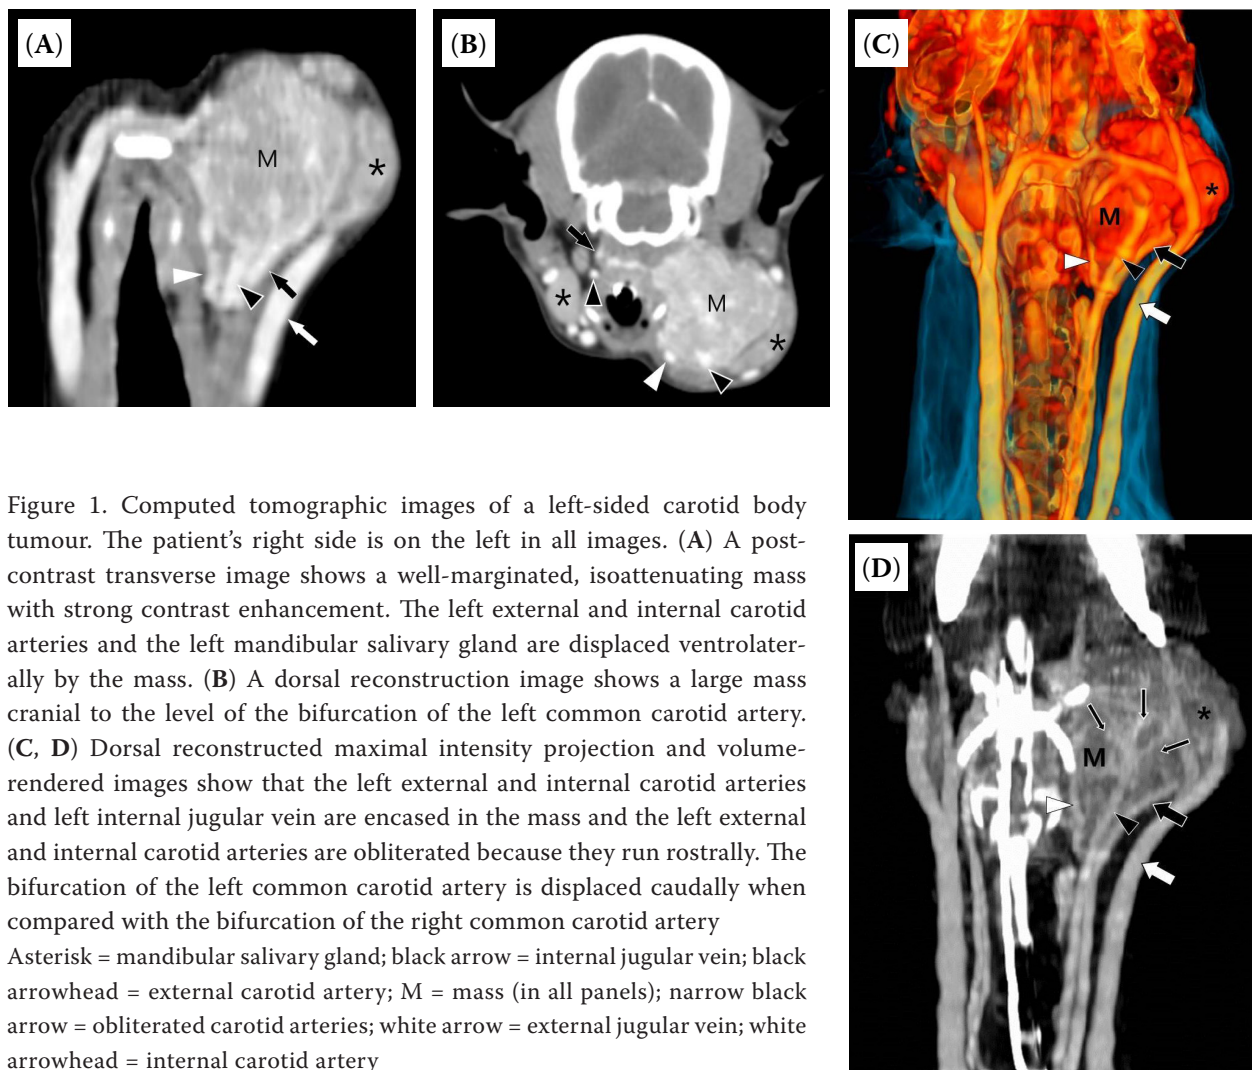 (A)
M
*
(B)
*
M
*
(C)
M
*
(D)
M
*
Figure 1. Computed tomographic images of a left-sided carotid body
tumour. The patient's right side is on the left in all images. (A) A post-
contrast transverse image shows a well-marginated, isoattenuating mass
with strong contrast enhancement. The left external and internal carotid
arteries and the left mandibular salivary gland are displaced ventrolater-
ally by the mass. (B) A dorsal reconstruction image shows a large mass
cranial to the level of the bifurcation of the left common carotid artery.
(C, D) Dorsal reconstructed maximal intensity projection and volume-
rendered images show that the left external and internal carotid arteries
and left internal jugular vein are encased in the mass and the left external
and internal carotid arteries are obliterated because they run rostrally. The
bifurcation of the left common carotid artery is displaced caudally when
compared with the bifurcation of the right common carotid artery
Asterisk = mandibular salivary gland; black arrow = internal jugular vein; black
arrowhead = external carotid artery; M = mass (in all panels); narrow black
arrow = obliterated carotid arteries; white arrow = external jugular vein; white
arrowhead = internal carotid artery